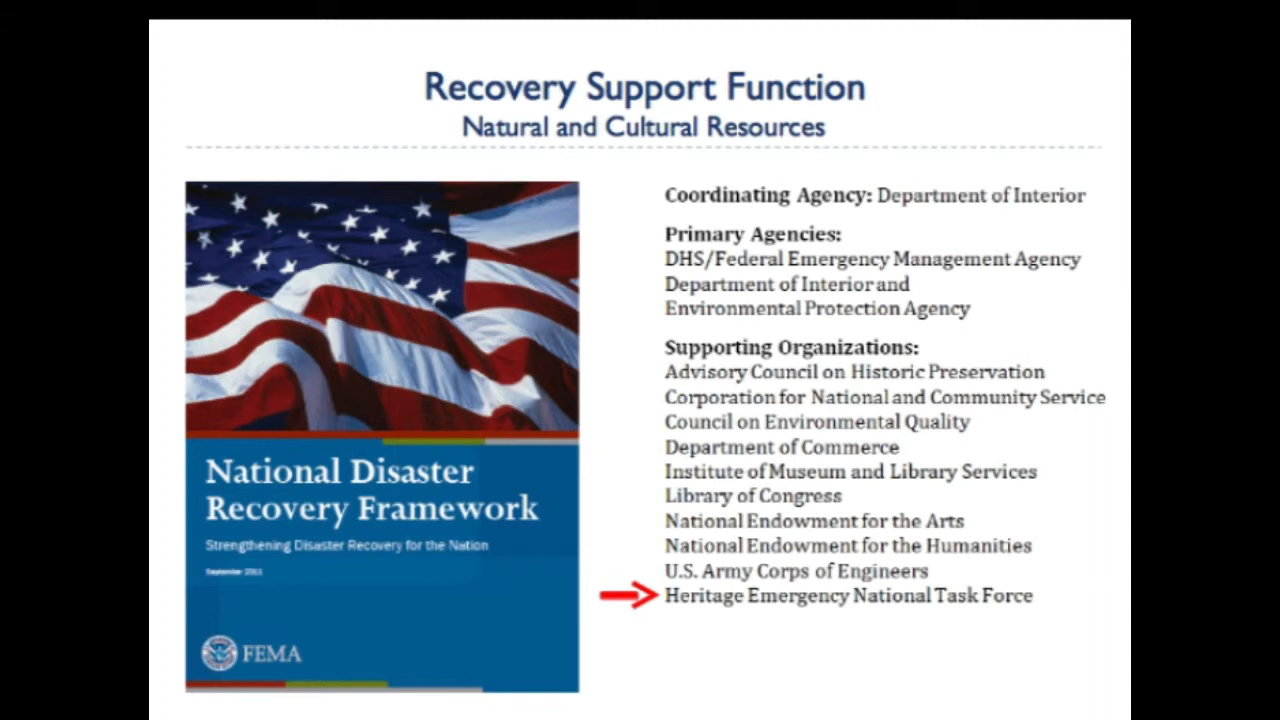 Recovery Support Function
Natural and Cultural Resources
National Disaster
Recovery Framework
Strengthening Disaster Recovery for the Nation
September 2011
FEMA
Coordinating Agency: Department of Interior
Primary Agencies:
DHS/Federal Emergency Management Agency
Department of Interior and
Environmental Protection Agency
Supporting Organizations:
Advisory Council on Historic Preservation
Corporation for National and Community Service
Council on Environmental Quality
Department of Commerce
Institute of Museum and Library Services
Library of Congress
National Endowment for the Arts
National Endowment for the Humanities
U.S. Army Corps of Engineers
Heritage Emergency National Task Force